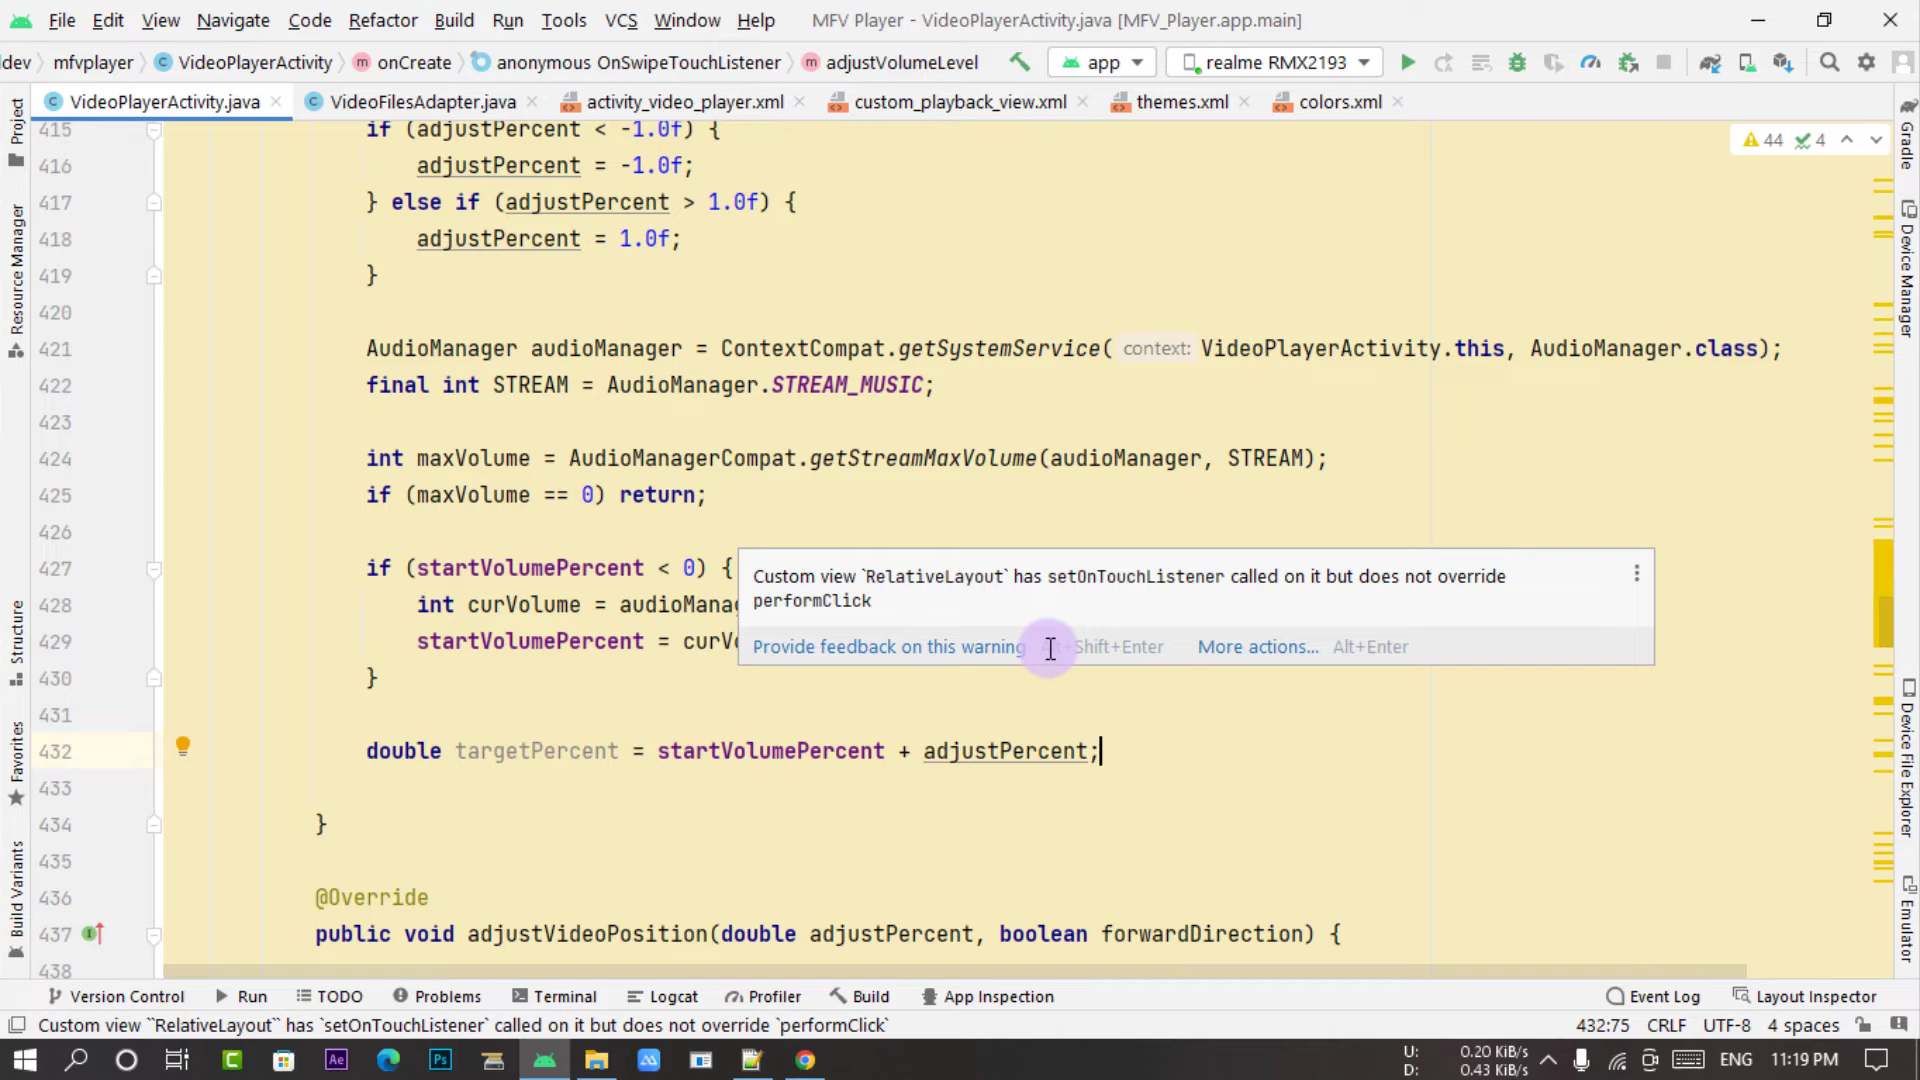 File Edit View Navigate Code Refactor Build Run Tools VCS Window Help MFV Player - VideoPlayerActivity.java [MFV_Player.app.main]
dev mfvplayer VideoPlayerActivity onCreate anonymous OnSwipeTouchListener adjustVolumeLevel app realme RMX2193
VideoPlayerActivity.java VideoFilesAdapter.java activity_video_player.xml custom_playback_view.xml themes.xml colors.xml
44 4
415 if (adjustPercent < -1.0f) {
416 adjustPercent = -1.0f;
417 } else if (adjustPercent > 1.0f) {
418 adjustPercent = 1.0f;
419 }
420
421 AudioManager audioManager = ContextCompat.getSystemService( context: VideoPlayerActivity.this, AudioManager.class);
422 final int STREAM = AudioManager.STREAM_MUSIC;
423
424 int maxVolume = AudioManagerCompat.getStreamMaxVolume(audioManager, STREAM);
425 if (maxVolume == 0) return;
426
427 if (startVolumePercent < 0) {
428 int curVolume =
429 startVolumePercent =
430 }
431
432 double targetPercent = startVolumePercent + adjustPercent;
433
434 }
435
436 @Override
437 public void adjustVideoPosition(double adjustPercent, boolean forwardDirection) {
438
Custom view `RelativeLayout` has setOnTouchListener called on it but does not override
performClick
Provide feedback on this warning Shift+Enter More actions... Alt+Enter
Project
Resource Manager
Structure
Favorites
Build Variants
Gradle
Device Manager
Device File Explorer
Emulator
Version Control Run TODO Problems Terminal Logcat Profiler Build App Inspection Event Log Layout Inspector
Custom view ``RelativeLayout`` has `setOnTouchListener` called on it but does not override `performClick` 432:75 CRLF UTF-8 4 spaces
U: 0.20 KiB/s
D: 0.43 KiB/s
ENG 11:19 PM